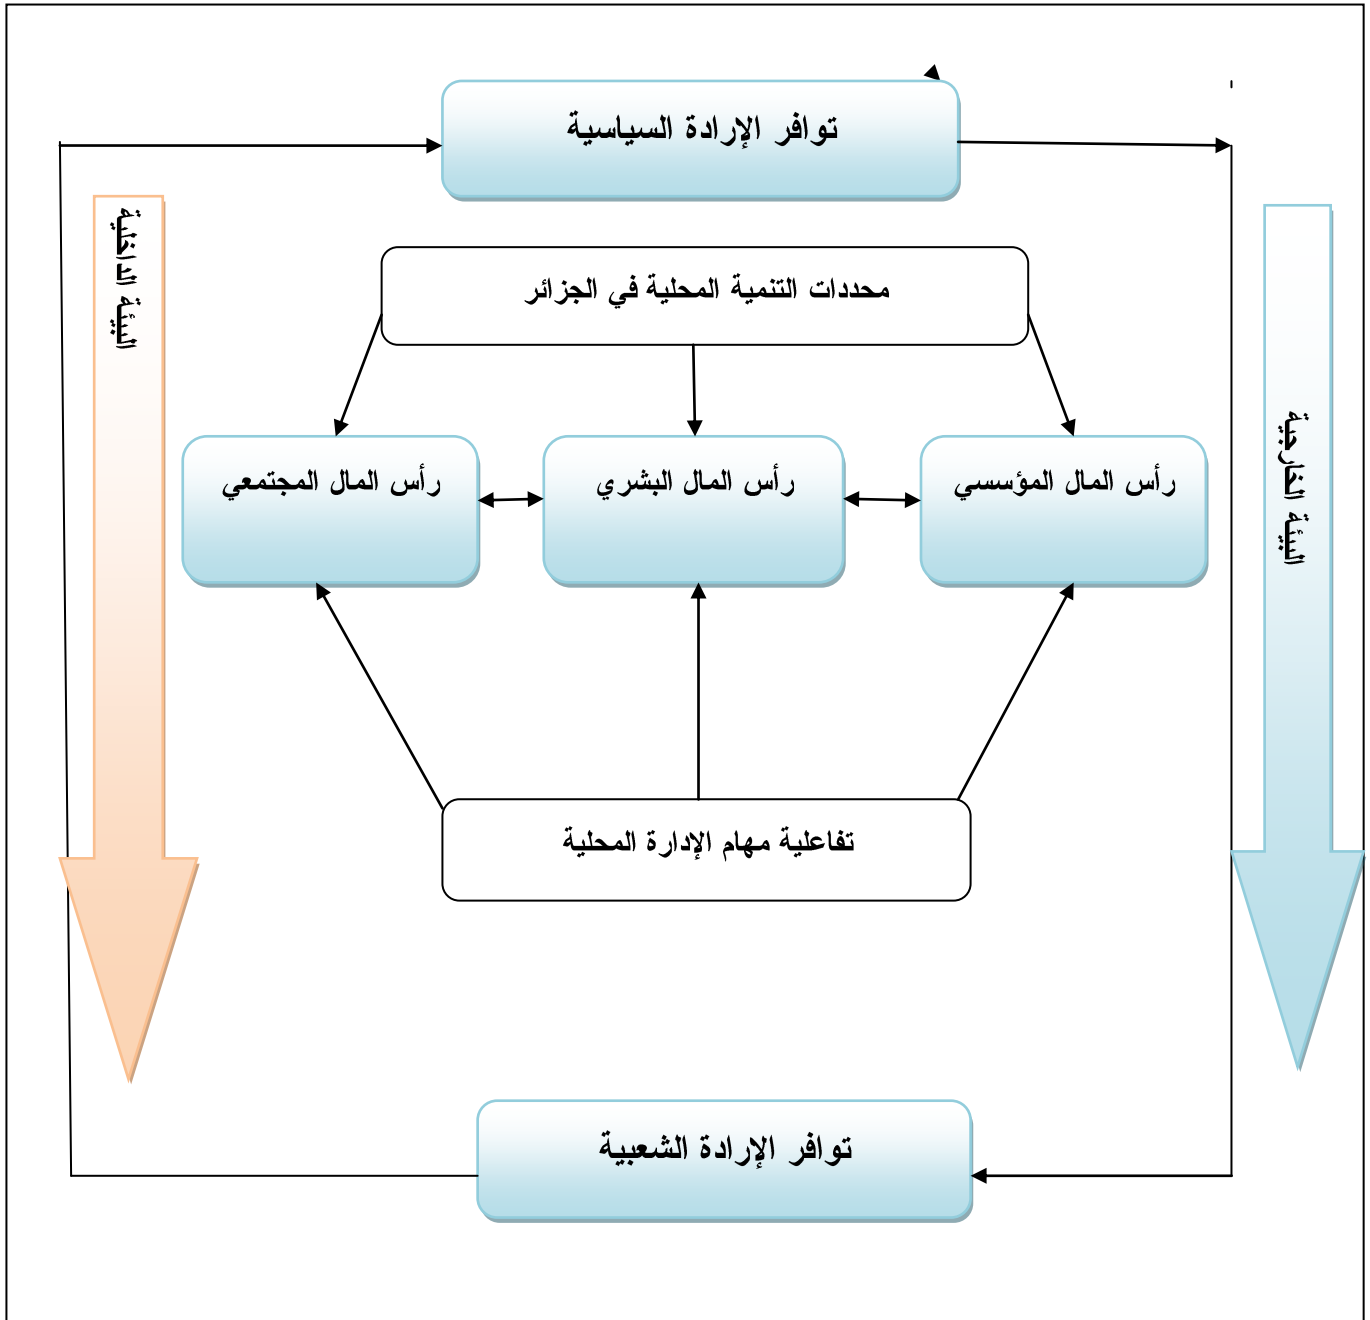 توافر الإرادة السياسية
البيئة الداخلية
البيئة الخارجية
محددات التنمية المحلية في الجزائر
رأس المال المؤسسي
رأس المال البشري
رأس المال المجتمعي
تفاعلية مهام الإدارة المحلية
توافر الإرادة الشعبية